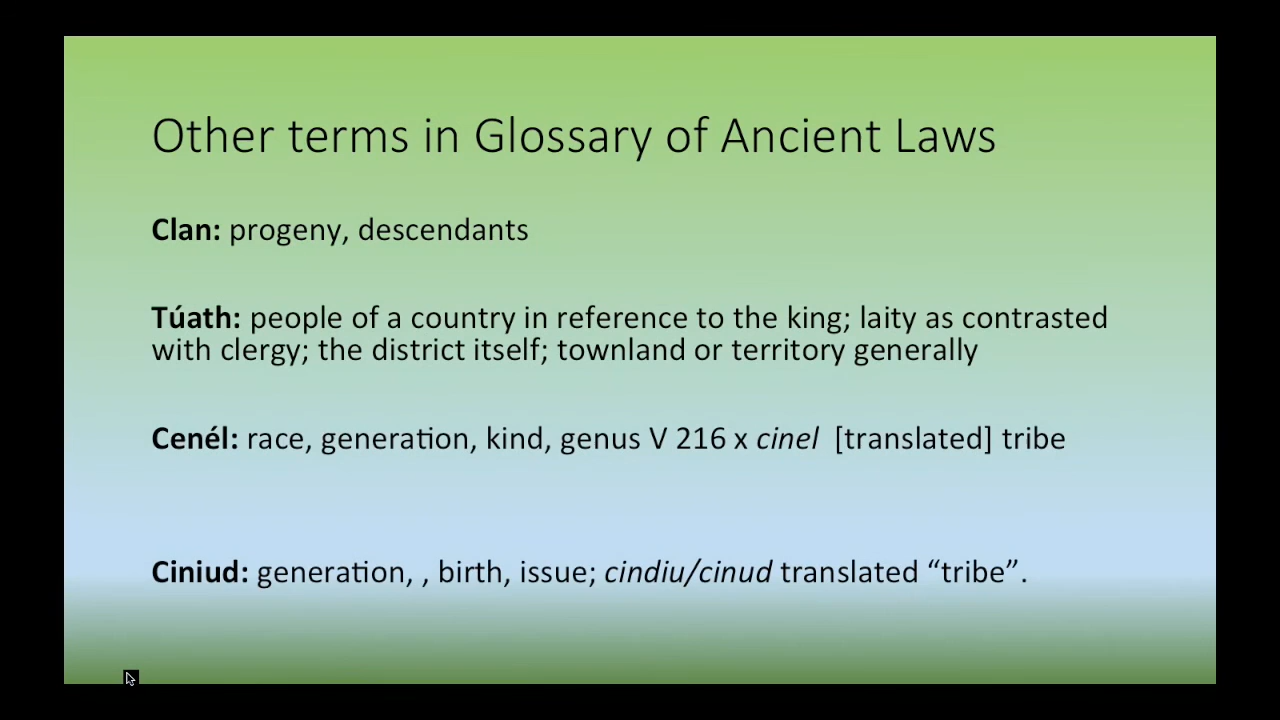 Other terms in Glossary of Ancient Laws
Clan: progeny, descendants
Túath: people of a country in reference to the king; laity as contrasted
with clergy; the district itself; townland or territory generally
Cenél: race, generation, kind, genus V 216 x cinel [translated] tribe
Ciniud: generation, , birth, issue; cindiu/cinud translated “tribe”.